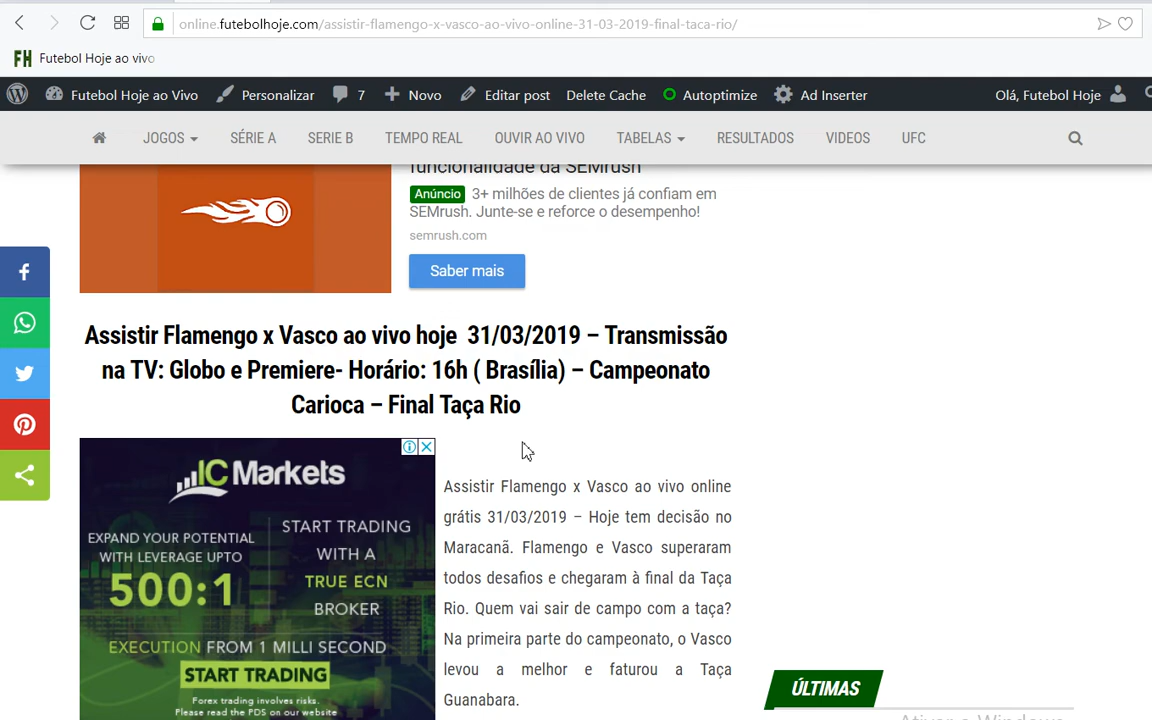 online.futebolhoje.com/assistir-flamengo-x-vasco-ao-vivo-online-31-03-2019-final-taca-rio/
FH Futebol Hoje ao vivo
Futebol Hoje ao Vivo Personalizar 7 Novo Editar post Delete Cache Autoptimize Ad Inserter Olá, Futebol Hoje
JOGOS SÉRIE A SERIE B TEMPO REAL OUVIR AO VIVO TABELAS RESULTADOS VIDEOS UFC
funcionalidade da SEMrush
Anúncio 3+ milhões de clientes já confiam em
SEMrush. Junte-se e reforce o desempenho!
semrush.com
Saber mais
Assistir Flamengo x Vasco ao vivo hoje 31/03/2019 – Transmissão
na TV: Globo e Premiere- Horário: 16h ( Brasília) – Campeonato
Carioca – Final Taça Rio
IC Markets
EXPAND YOUR POTENTIAL
WITH LEVERAGE UPTO
500:1
START TRADING
WITH A
TRUE ECN
BROKER
EXECUTION FROM 1 MILLI SECOND
START TRADING
Forex trading involves risks.
Please read the PDS on our website
Assistir Flamengo x Vasco ao vivo online
grátis 31/03/2019 – Hoje tem decisão no
Maracanã. Flamengo e Vasco superaram
todos desafios e chegaram à final da Taça
Rio. Quem vai sair de campo com a taça?
Na primeira parte do campeonato, o Vasco
levou a melhor e faturou a Taça
Guanabara.
ÚLTIMAS
Ativar o Windows